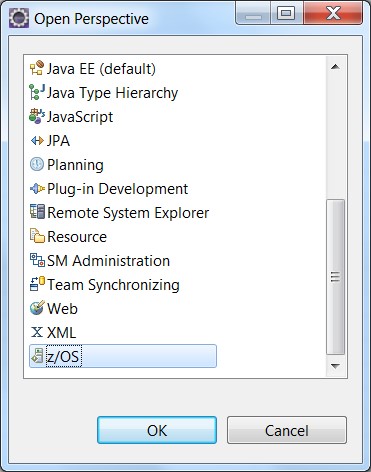 Open Perspective
Java EE (default)
Java Type Hierarchy
JavaScript
JPA
Planning
Plug-in Development
Remote System Explorer
Resource
SM Administration
Team Synchronizing
Web
XML
z/OS
OK Cancel